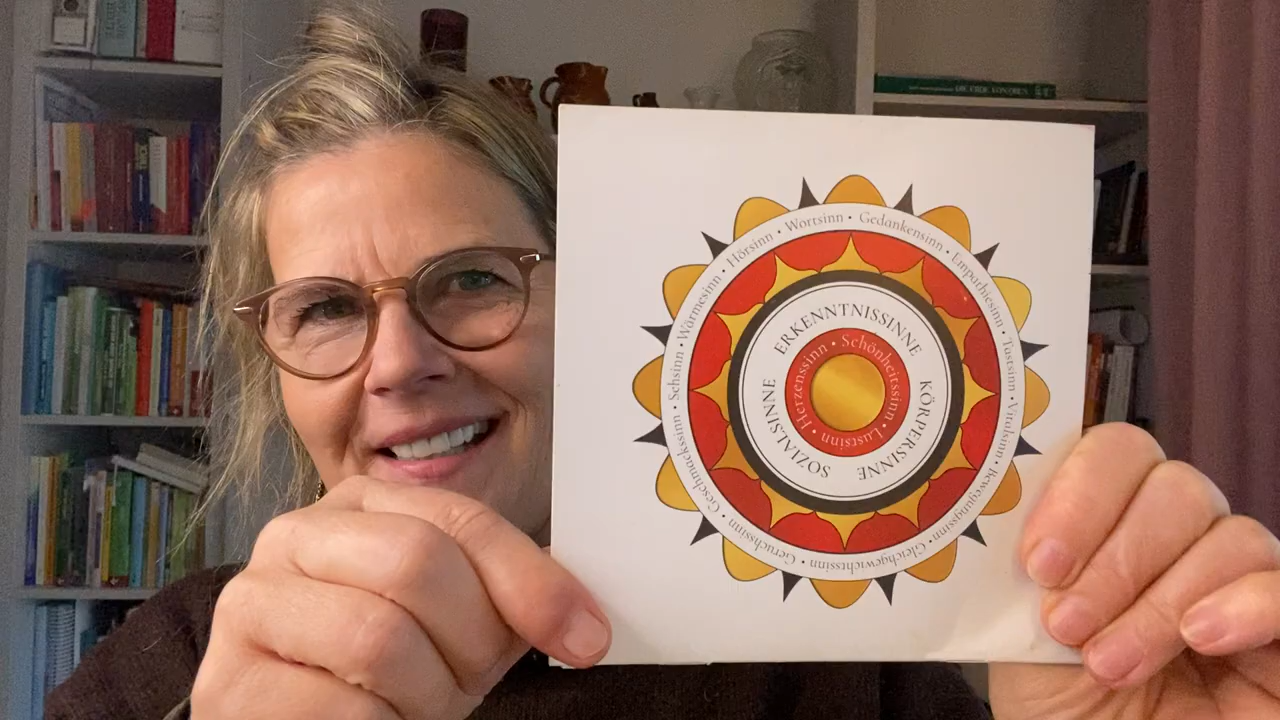 Wortsinn • Gedankensinn • Empathiesinn • Tastsinn • Vitalsinn • Bewegungssinn • Gleichgewichtssinn • Geruchssinn • Geschmackssinn • Sehsinn • Wärmesinn • Hörsinn •
ERKENNTNISSINNE KÖRPERSINNE SOZIALSINNE
Schönheitssinn • Lustsinn • Herzenssinn •